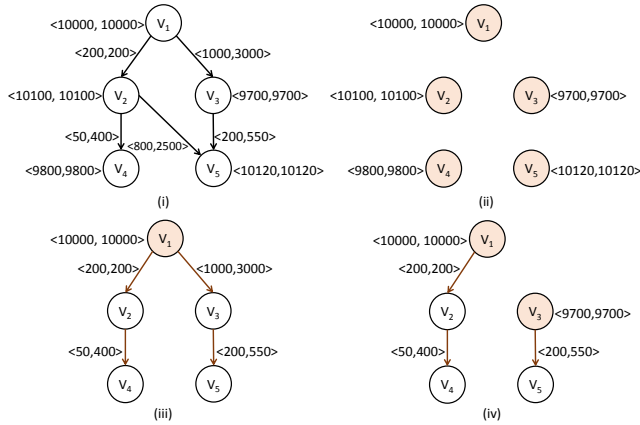 <10000, 10000> V1
<200,200> <1000,3000>
<10100, 10100> V2 V3 <9700,9700>
<50,400> <800,2500> <200,550>
<9800,9800> V4 V5 <10120,10120>
(i)
<10000, 10000> V1
<10100, 10100> V2 V3 <9700,9700>
<9800,9800> V4 V5 <10120,10120>
(ii)
<10000, 10000> V1
<200,200> <1000,3000>
V2 V3
<50,400> <200,550>
V4 V5
(iii)
<10000, 10000> V1
<200,200>
V2 V3 <9700,9700>
<50,400> <200,550>
V4 V5
(iv)